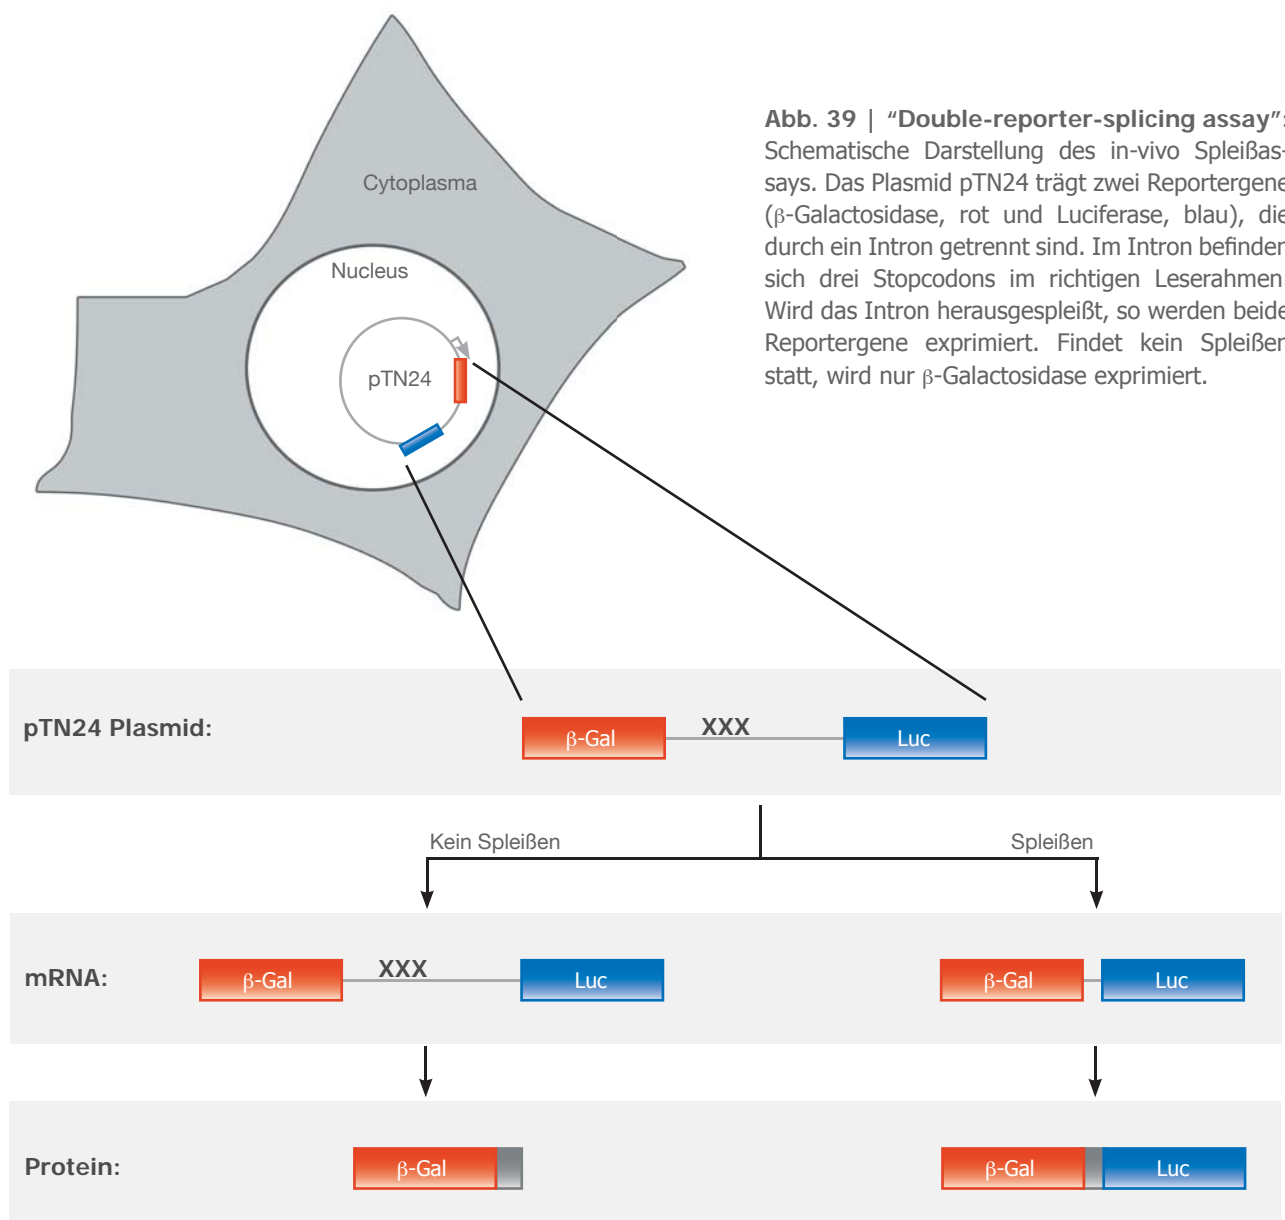 Abb. 39 | “Double-reporter-splicing assay”:
Schematische Darstellung des in-vivo Spleißas-
says. Das Plasmid pTN24 trägt zwei Reportergene
(β-Galactosidase, rot und Luciferase, blau), die
durch ein Intron getrennt sind. Im Intron befinden
sich drei Stopcodons im richtigen Leserahmen.
Wird das Intron herausgespleißt, so werden beide
Reportergene exprimiert. Findet kein Spleißen
statt, wird nur β-Galactosidase exprimiert.
Cytoplasma
Nucleus
pTN24
pTN24 Plasmid:
β-Gal XXX Luc
Kein Spleißen Spleißen
mRNA:
β-Gal XXX Luc β-Gal Luc
Protein:
β-Gal β-Gal Luc